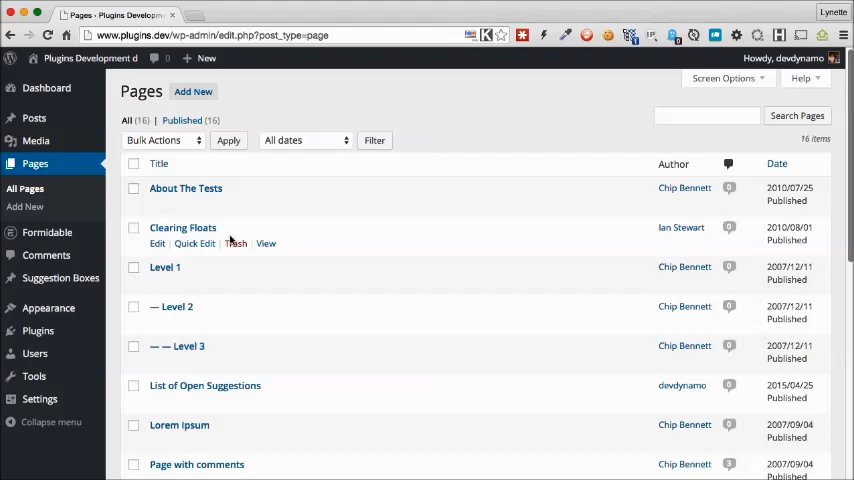 Pages ‹ Plugins Developmen
Lynette
www.plugins.dev/wp-admin/edit.php?post_type=page
Plugins Development d
0
+ New
Howdy, devdynamo
Dashboard
Posts
Media
Pages
All Pages
Add New
Formidable
Comments
Suggestion Boxes
Appearance
Plugins
Users
Tools
Settings
Collapse menu
Screen Options
Help
Pages
Add New
All (16) | Published (16)
Search Pages
Bulk Actions
Apply
All dates
Filter
16 items
Title
Author
Date
About The Tests
Chip Bennett
0
2010/07/25
Published
Clearing Floats
Ian Stewart
0
2010/08/01
Published
Edit | Quick Edit | Trash | View
Level 1
Chip Bennett
0
2007/12/11
Published
— Level 2
Chip Bennett
0
2007/12/11
Published
— — Level 3
Chip Bennett
0
2007/12/11
Published
List of Open Suggestions
devdynamo
0
2015/04/25
Published
Lorem Ipsum
Chip Bennett
0
2007/09/04
Published
Page with comments
Chip Bennett
3
2007/09/04
Published